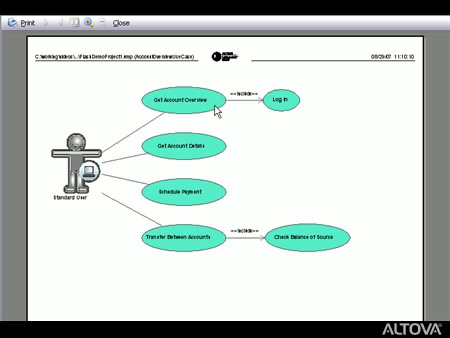 Print
Close
08/29/07 11:10:10
Get Account Overview
<<include>>
Log In
Get Account Details
Standard User
Schedule Payment
Transfer Between Accounts
<<include>>
Check Balance of Source
ALTOVA